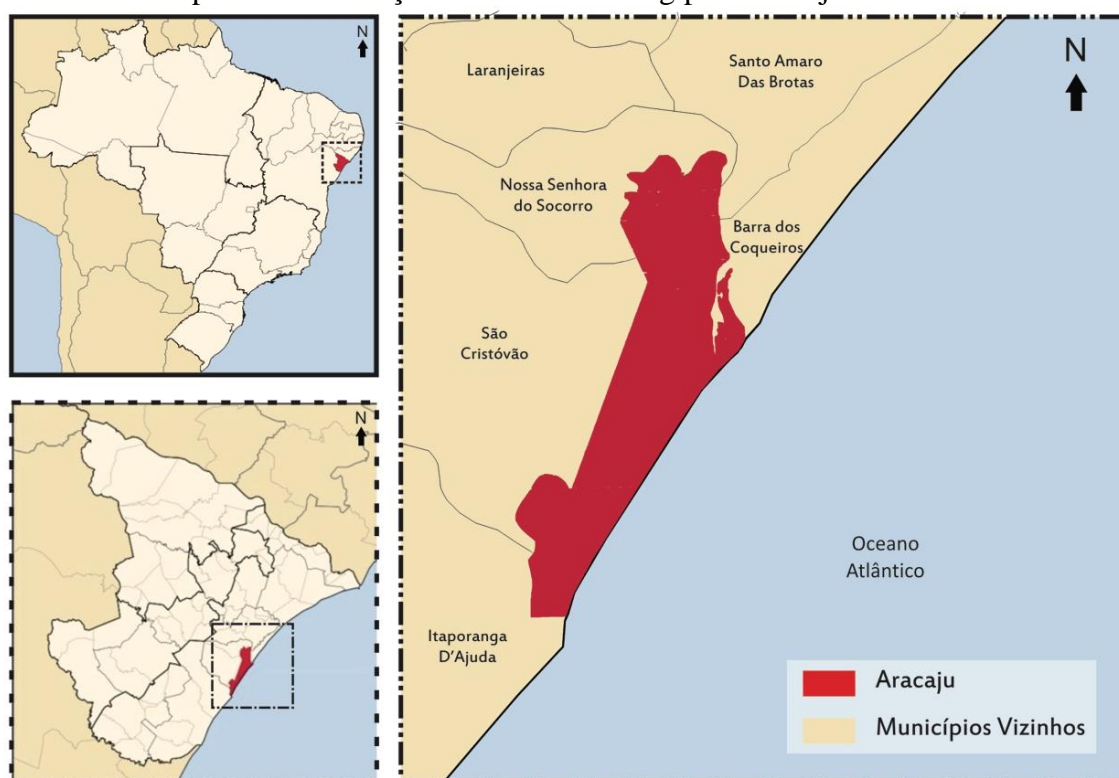 N
N
Laranjeiras
Santo Amaro
Das Brotas
N
Nossa Senhora
do Socorro
Barra dos
Coqueiros
São
Cristóvão
Oceano
Atlântico
Itaporanga
D'Ajuda
Aracaju
Municípios Vizinhos